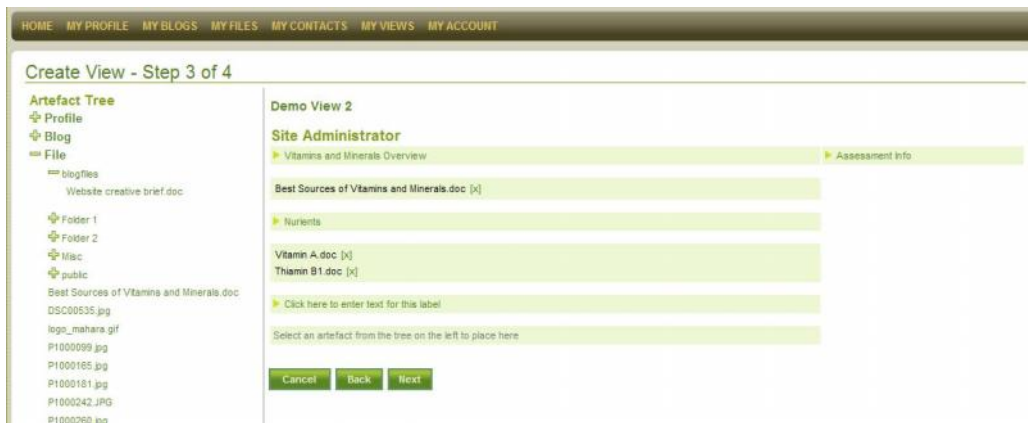 HOME MY PROFILE MY BLOGS MY FILES MY CONTACTS MY VIEWS MY ACCOUNT
Create View - Step 3 of 4
Artefact Tree
Profile
Blog
File
blogfiles
Website creative brief.doc
Folder 1
Folder 2
Misc
public
Best Sources of Vitamins and Minerals.doc
DSC00535.jpg
logo_mahara.gif
P1000099.jpg
P1000165.jpg
P1000181.jpg
P1000242.JPG
P1000260.jpg
Demo View 2
Site Administrator
Vitamins and Minerals Overview
Assessment Info
Best Sources of Vitamins and Minerals.doc [x]
Nurients
Vitamin A.doc [x]
Thiamin B1.doc [x]
Click here to enter text for this label
Select an artefact from the tree on the left to place here
Cancel Back Next